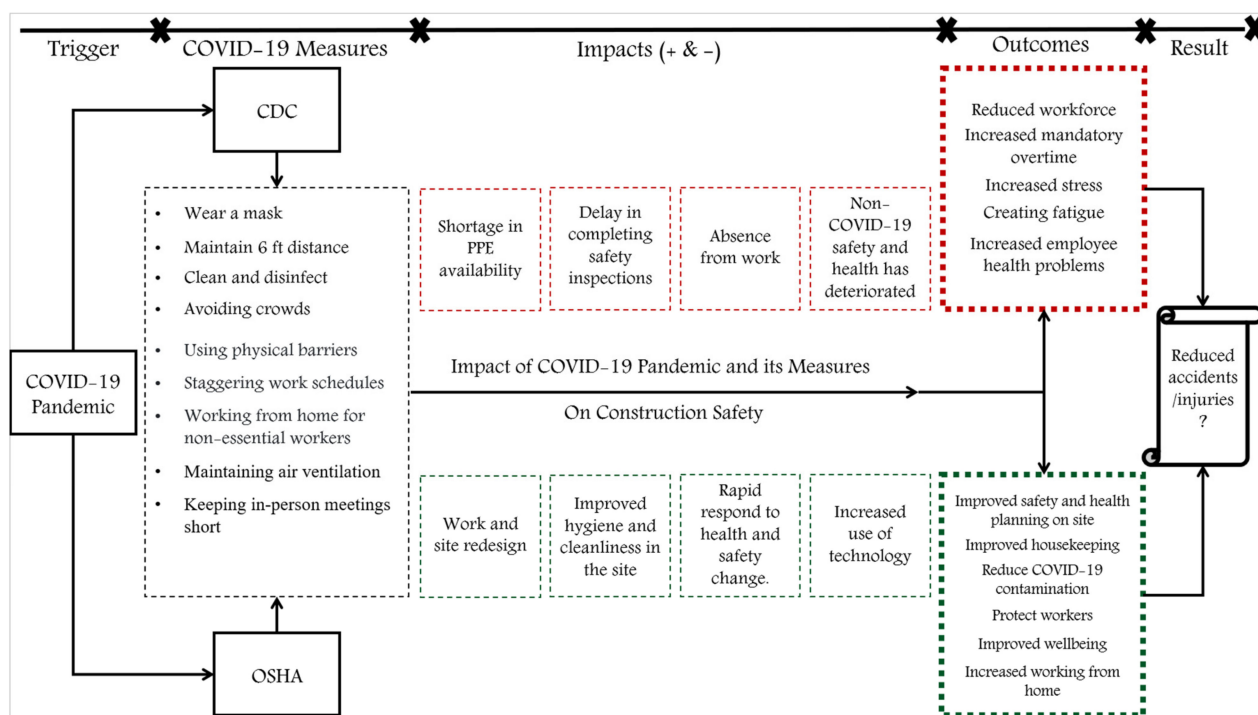 Trigger
COVID-19 Measures
Impacts (+ & -)
Outcomes
Result
CDC
COVID-19
Pandemic
OSHA
• Wear a mask
• Maintain 6 ft distance
• Clean and disinfect
• Avoiding crowds
• Using physical barriers
• Staggering work schedules
• Working from home for
non-essential workers
• Maintaining air ventilation
• Keeping in-person meetings
short
Shortage in
PPE
availability
Delay in
completing
safety
inspections
Absence
from work
Non-
COVID-19
safety and
health has
deteriorated
Impact of COVID-19 Pandemic and its Measures
On Construction Safety
Work and
site redesign
Improved
hygiene and
cleanliness in
the site
Rapid
respond to
health and
safety
change.
Increased
use of
technology
Reduced workforce
Increased mandatory
overtime
Increased stress
Creating fatigue
Increased employee
health problems
Improved safety and health
planning on site
Improved housekeeping
Reduce COVID-19
contamination
Protect workers
Improved wellbeing
Increased working from
home
Reduced
accidents
/injuries
?